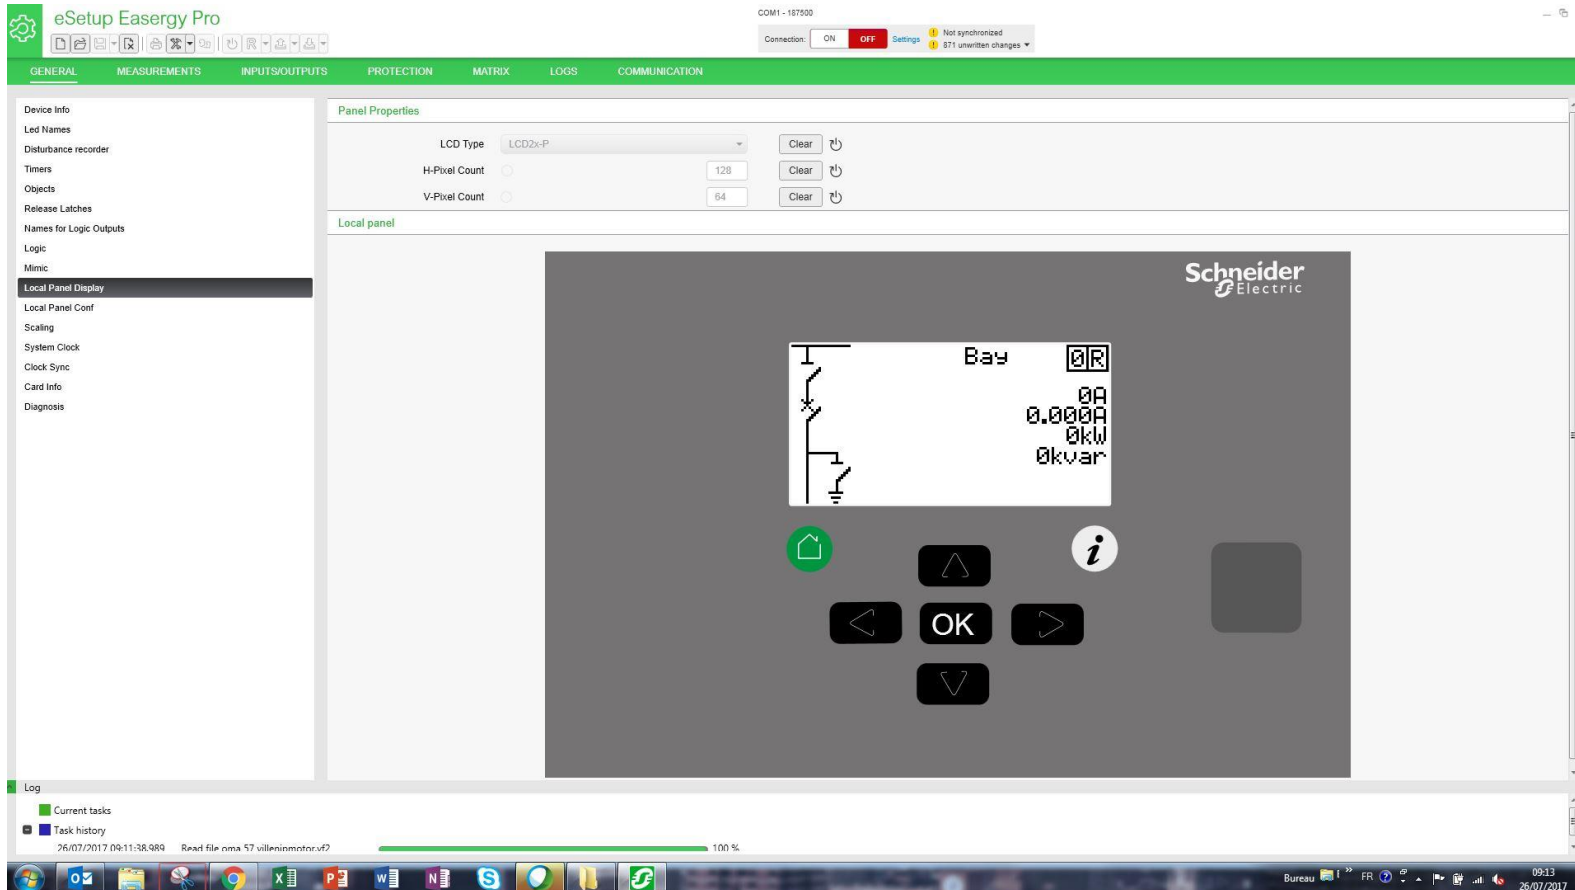 eSetup Easergy Pro
COM1 - 187500
Connection: ON OFF Settings
Not synchronized
871 unwritten changes
GENERAL MEASUREMENTS INPUTS/OUTPUTS PROTECTION MATRIX LOGS COMMUNICATION
Device Info
Led Names
Disturbance recorder
Timers
Objects
Release Latches
Names for Logic Outputs
Logic
Mimic
Local Panel Display
Local Panel Conf
Scaling
System Clock
Clock Sync
Card Info
Diagnosis
Panel Properties
LCD Type LCD2x-P Clear
H-Pixel Count 128 Clear
V-Pixel Count 64 Clear
Local panel
Schneider
Electric
Bay 0 R
0A
0.000A
0kW
0kvar
i
OK
Log
Current tasks
Task history
26/07/2017 09:11:38.989 Read file oma 57 villenipmotor.vf2 100 %
Bureau FR 09:13
26/07/2017